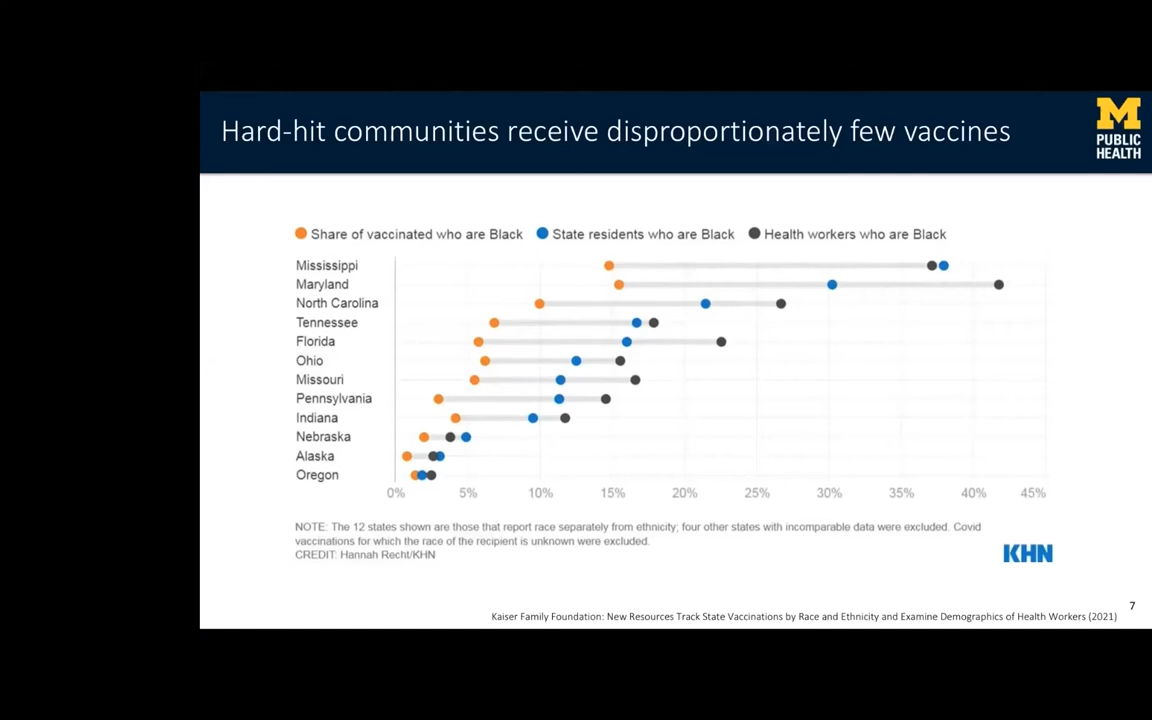 Hard-hit communities receive disproportionately few vaccines
M
PUBLIC
HEALTH
Share of vaccinated who are Black State residents who are Black Health workers who are Black
Mississippi
Maryland
North Carolina
Tennessee
Florida
Ohio
Missouri
Pennsylvania
Indiana
Nebraska
Alaska
Oregon
0% 5% 10% 15% 20% 25% 30% 35% 40% 45%
NOTE: The 12 states shown are those that report race separately from ethnicity; four other states with incomparable data were excluded. Covid
vaccinations for which the race of the recipient is unknown were excluded.
CREDIT: Hannah Recht/KHN
KHN
7
Kaiser Family Foundation: New Resources Track State Vaccinations by Race and Ethnicity and Examine Demographics of Health Workers (2021)